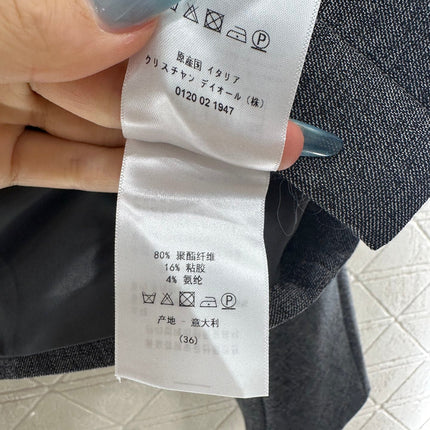 原産国 イタリア
クリスチャン ディオール (株)
0120 02 1947
80% 聚酯纤维
16% 粘胶
4% 氨纶
产地 - 意大利
(36)